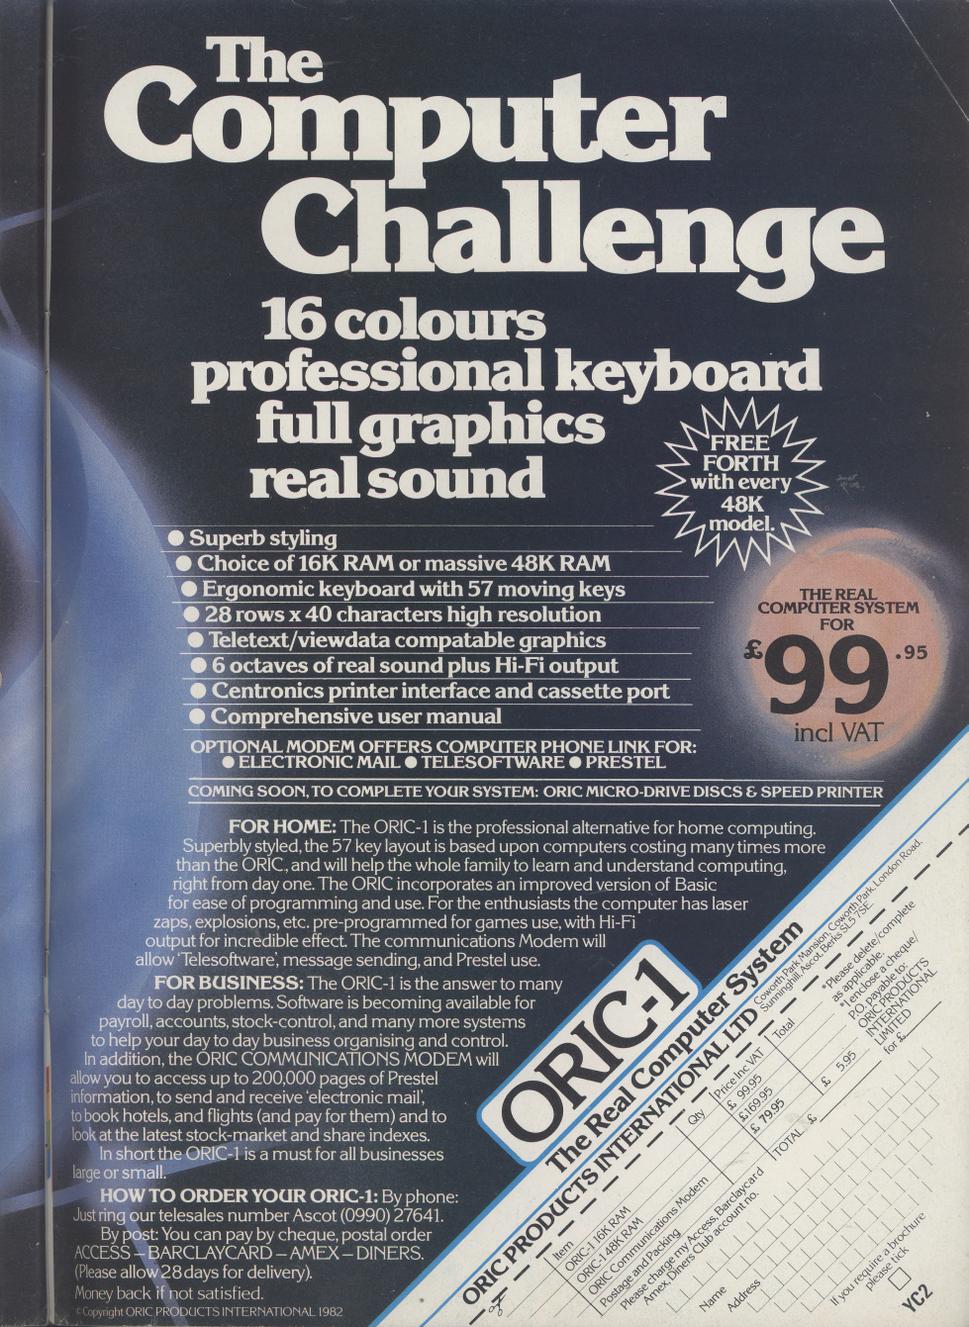 The
Computer
Challenge
16 colours
professional keyboard
full graphics
real sound
FREE
FORTH
with every
48K
model.
● Superb styling
● Choice of 16K RAM or massive 48K RAM
● Ergonomic keyboard with 57 moving keys
● 28 rows x 40 characters high resolution
● Teletext/viewdata compatable graphics
● 6 octaves of real sound plus Hi-Fi output
● Centronics printer interface and cassette port
● Comprehensive user manual
THE REAL
COMPUTER SYSTEM
FOR
£99.95
incl VAT
OPTIONAL MODEM OFFERS COMPUTER PHONE LINK FOR:
● ELECTRONIC MAIL ● TELESOFTWARE ● PRESTEL
COMING SOON, TO COMPLETE YOUR SYSTEM: ORIC MICRO-DRIVE DISCS & SPEED PRINTER
FOR HOME: The ORIC-1 is the professional alternative for home computing.
Superbly styled, the 57 key layout is based upon computers costing many times more
than the ORIC, and will help the whole family to learn and understand computing,
right from day one. The ORIC incorporates an improved version of Basic
for ease of programming and use. For the enthusiasts the computer has laser
zaps, explosions, etc. pre-programmed for games use, with Hi-Fi
output for incredible effect. The communications Modem will
allow 'Telesoftware', message sending, and Prestel use.
FOR BUSINESS: The ORIC-1 is the answer to many
day to day problems. Software is becoming available for
payroll, accounts, stock-control, and many more systems
to help your day to day business organising and control.
In addition, the ORIC COMMUNICATIONS MODEM will
allow you to access up to 200,000 pages of Prestel
information, to send and receive 'electronic mail',
to book hotels, and flights (and pay for them) and to
look at the latest stock-market and share indexes.
In short the ORIC-1 is a must for all businesses
large or small.
HOW TO ORDER YOUR ORIC-1: By phone:
Just ring our telesales number Ascot (0990) 27641.
By post: You can pay by cheque, postal order
ACCESS – BARCLAYCARD – AMEX – DINERS.
(Please allow 28 days for delivery).
Money back if not satisfied.
© Copyright ORIC PRODUCTS INTERNATIONAL 1982
ORIC-1
The Real Computer System
ORIC PRODUCTS INTERNATIONAL LTD
Coworth Park Mansion, Coworth Park, London Road,
Sunninghill, Ascot, Berks SL5 7SE.
Item
Qty
Price Inc VAT
Total
ORIC-1 16K RAM
£ 99.95
ORIC-1 48K RAM
£169.95
ORIC Communications Modem
£ 79.95
Postage and Packing
£ 5.95
TOTAL £
*Please delete/complete
as applicable.
*I enclose a cheque/
P.O. payable to:
ORIC PRODUCTS
INTERNATIONAL
LIMITED
for £
Please charge my Access, Barclaycard
Amex, Diners Club account no.
Name
Address
If you require a brochure
please tick
YC2